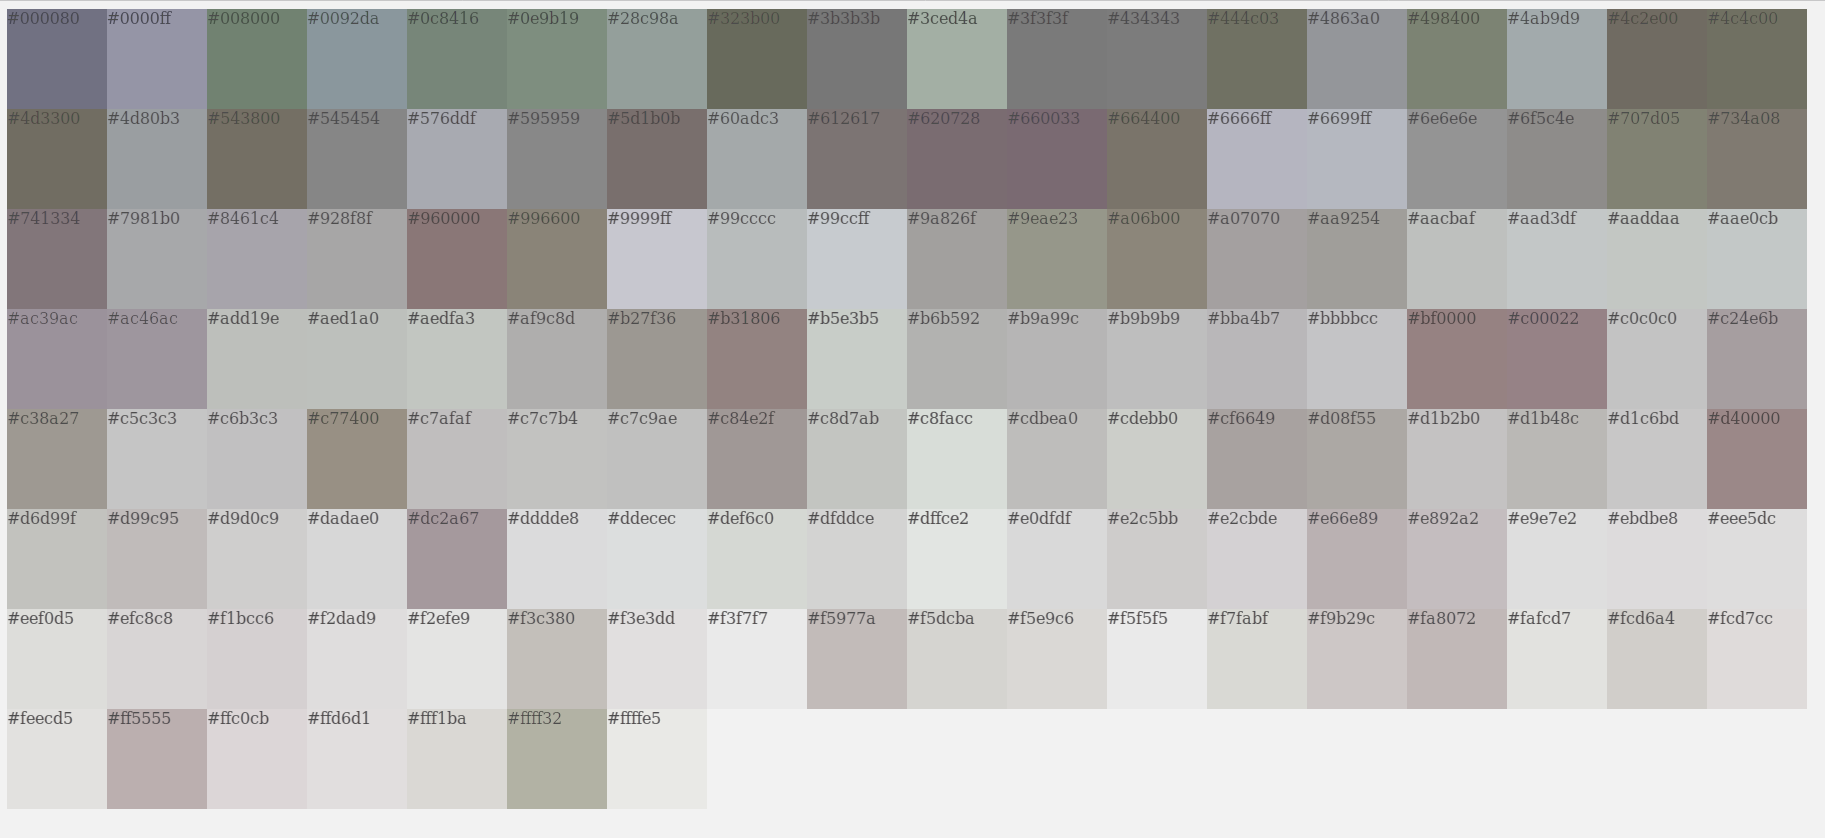 #000080 #0000ff #008000 #0092da #0c8416 #0e9b19 #28c98a #323b00 #3b3b3b #3ced4a #3f3f3f #434343 #444c03 #4863a0 #498400 #4ab9d9 #4c2e00 #4c4c00
#4d3300 #4d80b3 #543800 #545454 #576ddf #595959 #5d1b0b #60adc3 #612617 #620728 #660033 #664400 #6666ff #6699ff #6e6e6e #6f5c4e #707d05 #734a08
#741334 #7981b0 #8461c4 #928f8f #960000 #996600 #9999ff #99cccc #99ccff #9a826f #9eae23 #a06b00 #a07070 #aa9254 #aacbaf #aad3df #aaddaa #aae0cb
#ac39ac #ac46ac #add19e #aed1a0 #aedfa3 #af9c8d #b27f36 #b31806 #b5e3b5 #b6b592 #b9a99c #b9b9b9 #bba4b7 #bbbbcc #bf0000 #c00022 #c0c0c0 #c24e6b
#c38a27 #c5c3c3 #c6b3c3 #c77400 #c7afaf #c7c7b4 #c7c9ae #c84e2f #c8d7ab #c8facc #cdbea0 #cdebb0 #cf6649 #d08f55 #d1b2b0 #d1b48c #d1c6bd #d40000
#d6d99f #d99c95 #d9d0c9 #dadae0 #dc2a67 #dddde8 #ddecec #def6c0 #dfddce #dffce2 #e0dfdf #e2c5bb #e2cbde #e66e89 #e892a2 #e9e7e2 #ebdbe8 #eee5dc
#eef0d5 #efc8c8 #f1bcc6 #f2dad9 #f2efe9 #f3c380 #f3e3dd #f3f7f7 #f5977a #f5dcba #f5e9c6 #f5f5f5 #f7fabf #f9b29c #fa8072 #fafcd7 #fcd6a4 #fcd7cc
#feecd5 #ff5555 #ffc0cb #ffd6d1 #fff1ba #ffff32 #ffffe5